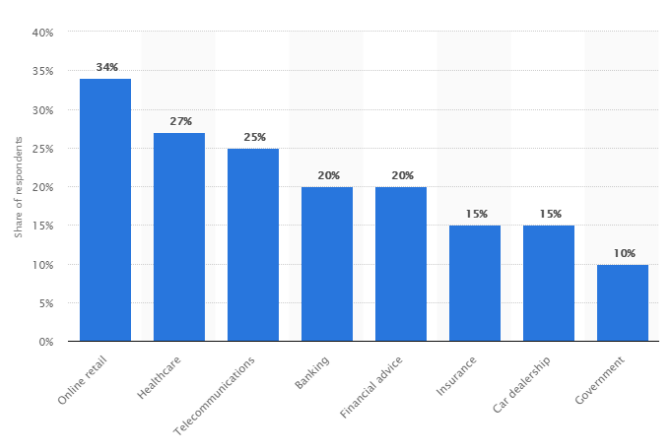 40%
35%
30%
25%
20%
15%
10%
5%
0%
Share of respondents
34%
27%
25%
20%
20%
15%
15%
10%
Online retail
Healthcare
Telecommunications
Banking
Financial advice
Insurance
Car dealership
Government